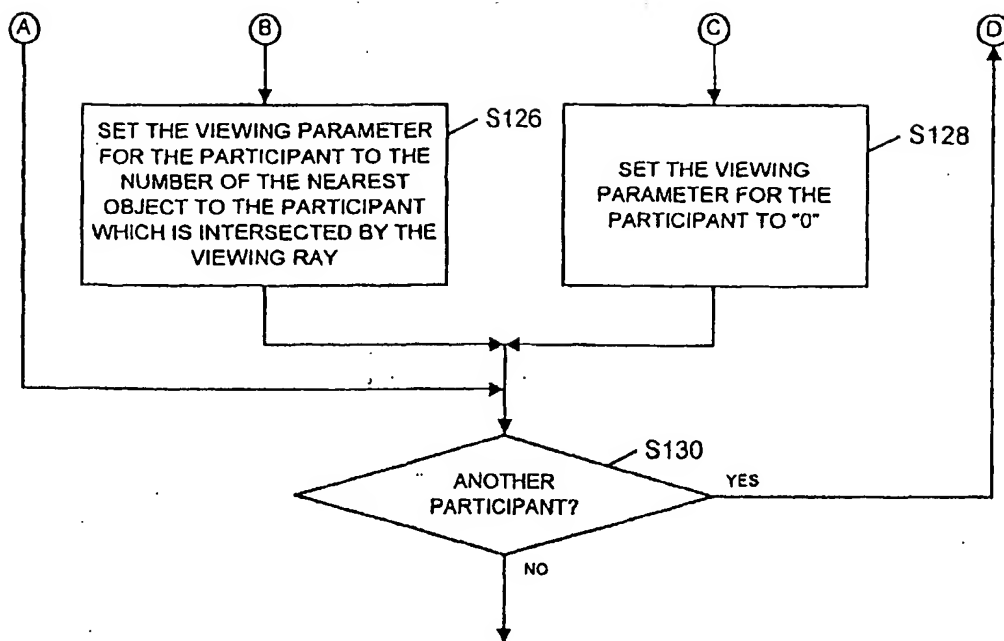 A
B
C
D
SET THE VIEWING PARAMETER
FOR THE PARTICIPANT TO THE
NUMBER OF THE NEAREST
OBJECT TO THE PARTICIPANT
WHICH IS INTERSECTED BY THE
VIEWING RAY
S126
SET THE VIEWING
PARAMETER FOR THE
PARTICIPANT TO "0"
S128
S130
ANOTHER
PARTICIPANT?
YES
NO